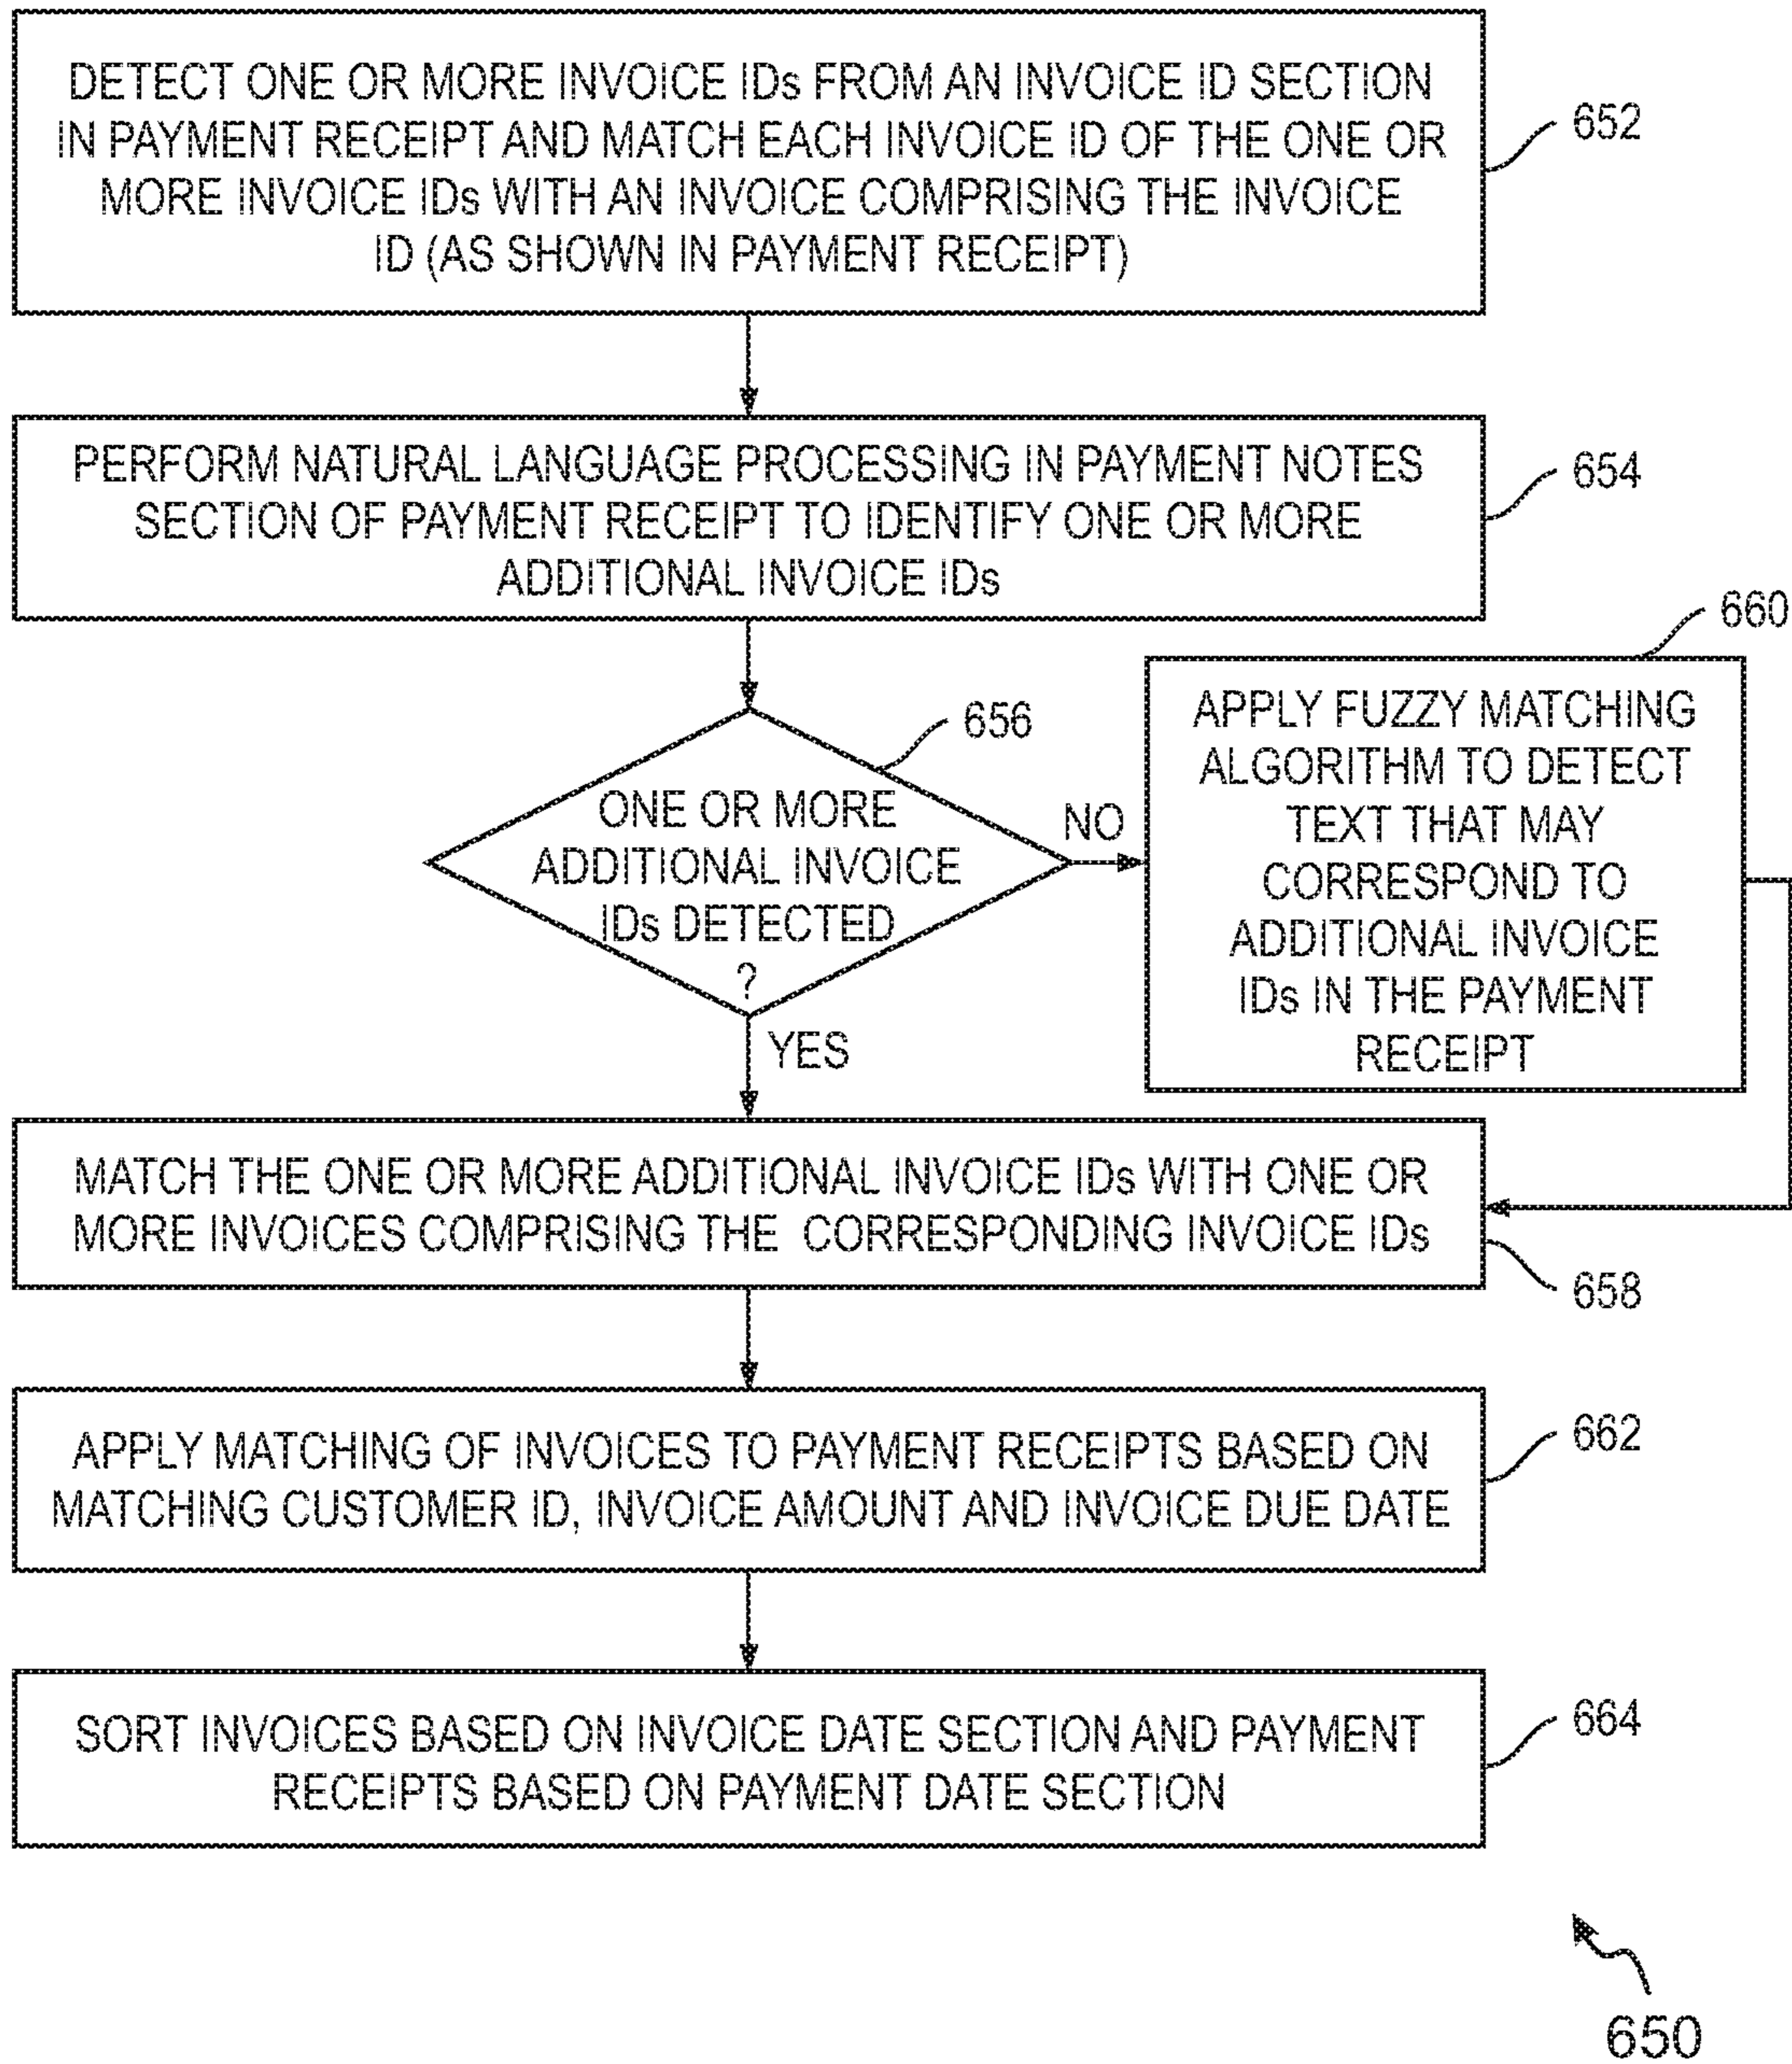 DETECT ONE OR MORE INVOICE IDs FROM AN INVOICE ID SECTION
IN PAYMENT RECEIPT AND MATCH EACH INVOICE ID OF THE ONE OR
MORE INVOICE IDs WITH AN INVOICE COMPRISING THE INVOICE
ID (AS SHOWN IN PAYMENT RECEIPT)
652
PERFORM NATURAL LANGUAGE PROCESSING IN PAYMENT NOTES
SECTION OF PAYMENT RECEIPT TO IDENTIFY ONE OR MORE
ADDITIONAL INVOICE IDs
654
ONE OR MORE
ADDITIONAL INVOICE
IDs DETECTED
?
656
NO
YES
660
APPLY FUZZY MATCHING
ALGORITHM TO DETECT
TEXT THAT MAY
CORRESPOND TO
ADDITIONAL INVOICE
IDs IN THE PAYMENT
RECEIPT
MATCH THE ONE OR MORE ADDITIONAL INVOICE IDs WITH ONE OR
MORE INVOICES COMPRISING THE CORRESPONDING INVOICE IDs
658
APPLY MATCHING OF INVOICES TO PAYMENT RECEIPTS BASED ON
MATCHING CUSTOMER ID, INVOICE AMOUNT AND INVOICE DUE DATE
662
SORT INVOICES BASED ON INVOICE DATE SECTION AND PAYMENT
RECEIPTS BASED ON PAYMENT DATE SECTION
664
650